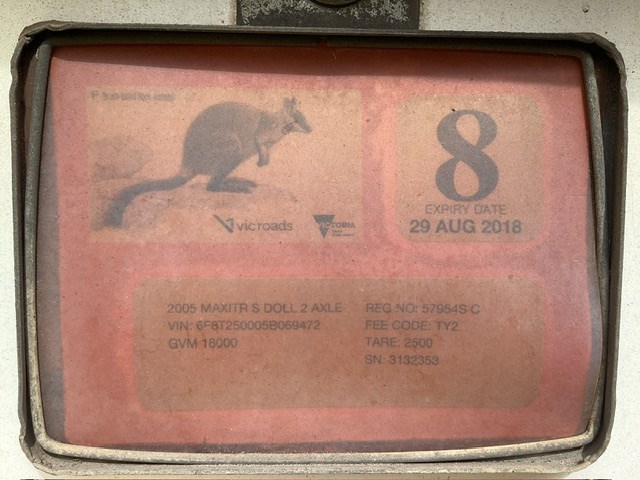 vicroads
VICTORIA
8
EXPIRY DATE
29 AUG 2018
2005 MAXITR S DOLL 2 AXLE
VIN: 6F8T250005B069472
GVM 18000
REG NO: 57954S C
FEE CODE: TY2
TARE: 2500
SN: 3132353